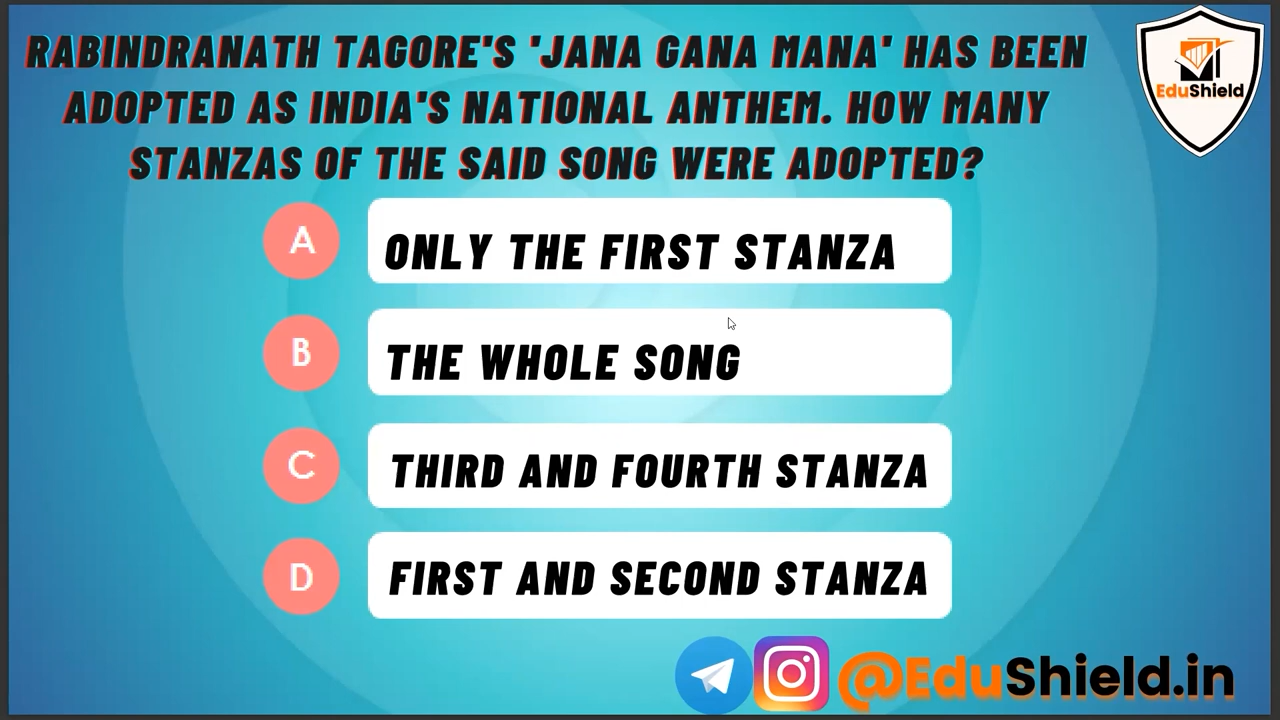 RABINDRANATH TAGORE'S 'JANA GANA MANA' HAS BEEN
ADOPTED AS INDIA'S NATIONAL ANTHEM. HOW MANY
STANZAS OF THE SAID SONG WERE ADOPTED?
EduShield
A ONLY THE FIRST STANZA
B THE WHOLE SONG
C THIRD AND FOURTH STANZA
D FIRST AND SECOND STANZA
@EduShield.in